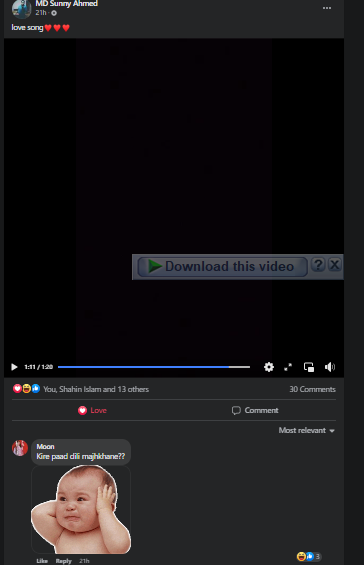 MD Sunny Ahmed
21h
love song❤️❤️❤️
Download this video ? X
1:11 / 1:20
You, Shahin Islam and 13 others 30 Comments
Love Comment
Most relevant
Moon
Kire paad dili majhkhane??
Like Reply 21h 3